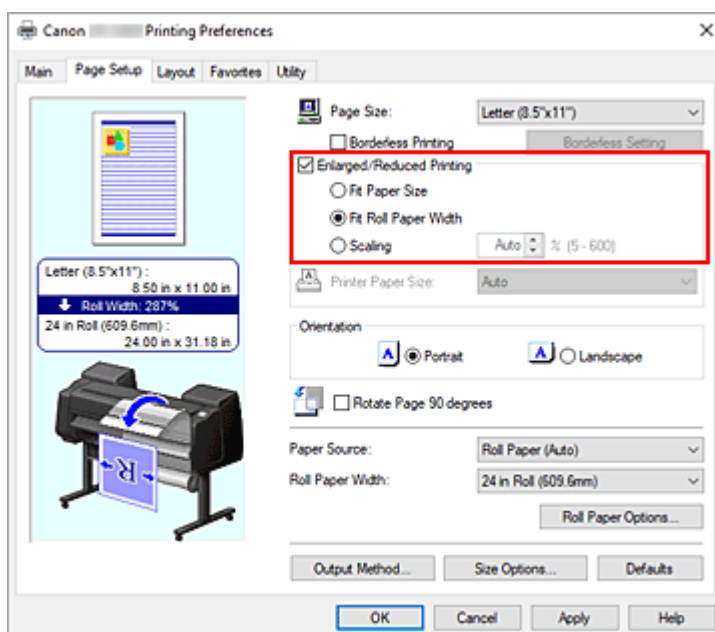 Canon Printing Preferences
Main Page Setup Layout Favorites Utility
Page Size: Letter (8.5"x11")
Borderless Printing Borderless Setting
Enlarged/Reduced Printing
Fit Paper Size
Fit Roll Paper Width
Scaling Auto % (5 - 600)
Letter (8.5"x11") :
8.50 in x 11.00 in
Roll Width: 287%
24 in Roll (609.6mm) :
24.00 in x 31.18 in
A Printer Paper Size: Auto
Orientation
A Portrait A Landscape
Rotate Page 90 degrees
R
Paper Source: Roll Paper (Auto)
Roll Paper Width: 24 in Roll (609.6mm)
Roll Paper Options...
Output Method... Size Options... Defaults
OK Cancel Apply Help